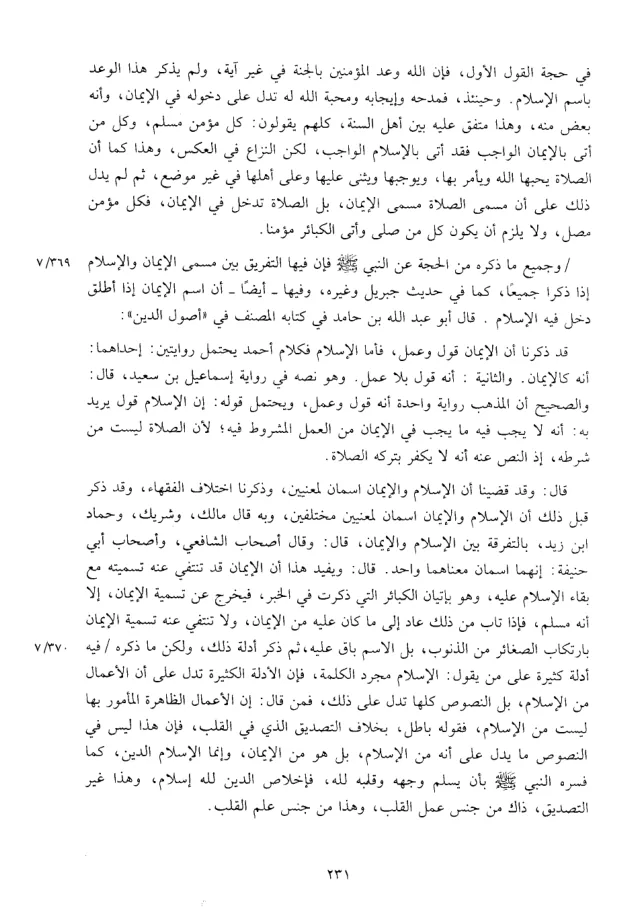 في حجة القول الأول، فإن الله وعد المؤمنين بالجنة في غير آية، ولم يذكر هذا الوعد
باسم الإسلام. وحينئذ، فمدحه وإيجابه ومحبة الله له تدل على دخوله في الإيمان، وأنه
بعض منه، وهذا متفق عليه بين أهل السنة، كلهم يقولون: كل مؤمن مسلم، وكل من
أتى بالإيمان الواجب فقد أتى بالإسلام الواجب، لكن النزاع في العكس، وهذا كما أن
الصلاة يحبها الله ويأمر بها، ويوجبها ويثنى عليها وعلى أهلها في غير موضع، ثم لم يدل
ذلك على أن مسمى الصلاة مسمى الإيمان، بل الصلاة تدخل في الإيمان، فكل مؤمن
مصل، ولا يلزم أن يكون كل من صلى وأتى الكبائر مؤمنا.
/ وجميع ما ذكره من الحجة عن النبي ﷺ فإن فيها التفريق بين مسمى الإيمان والإسلام ٧/٣٦٩
إذا ذكرا جميعًا، كما في حديث جبريل وغيره، وفيها ـ أيضًا ـ أن اسم الإيمان إذا أطلق
دخل فيه الإسلام . قال أبو عبد الله بن حامد في كتابه المصنف في «أصول الدين»:
قد ذكرنا أن الإيمان قول وعمل، فأما الإسلام فكلام أحمد يحتمل روايتين: إحداهما:
أنه كالإيمان. والثانية : أنه قول بلا عمل. وهو نصه في رواية إسماعيل بن سعيد، قال:
والصحيح أن المذهب رواية واحدة أنه قول وعمل، ويحتمل قوله: إن الإسلام قول يريد
به: أنه لا يجب فيه ما يجب في الإيمان من العمل المشروط فيه؛ لأن الصلاة ليست من
شرطه، إذ النص عنه أنه لا يكفر بتركه الصلاة.
قال: وقد قضينا أن الإسلام والإيمان اسمان لمعنيين، وذكرنا اختلاف الفقهاء، وقد ذكر
قبل ذلك أن الإسلام والإيمان اسمان لمعنيين مختلفين، وبه قال مالك، وشريك، وحماد
ابن زيد، بالتفرقة بين الإسلام والإيمان، قال: وقال أصحاب الشافعي، وأصحاب أبي
حنيفة: إنهما اسمان معناهما واحد. قال: ويفيد هذا أن الإيمان قد تنتفي عنه تسميته مع
بقاء الإسلام عليه، وهو بإتيان الكبائر التي ذكرت في الخبر، فيخرج عن تسمية الإيمان، إلا
أنه مسلم، فإذا تاب من ذلك عاد إلى ما كان عليه من الإيمان، ولا تنتفي عنه تسمية الإيمان
بارتكاب الصغائر من الذنوب، بل الاسم باق عليه، ثم ذكر أدلة ذلك، ولكن ما ذكره / فيه ٧/٣٧٠
أدلة كثيرة على من يقول: الإسلام مجرد الكلمة، فإن الأدلة الكثيرة تدل على أن الأعمال
من الإسلام، بل النصوص كلها تدل على ذلك، فمن قال: إن الأعمال الظاهرة المأمور بها
ليست من الإسلام، فقوله باطل، بخلاف التصديق الذي في القلب، فإن هذا ليس في
النصوص ما يدل على أنه من الإسلام، بل هو من الإيمان، وإنما الإسلام الدين، كما
فسره النبي ﷺ بأن يسلم وجهه وقلبه لله، فإخلاص الدين لله إسلام، وهذا غير
التصديق، ذاك من جنس عمل القلب، وهذا من جنس علم القلب.
٢٣١